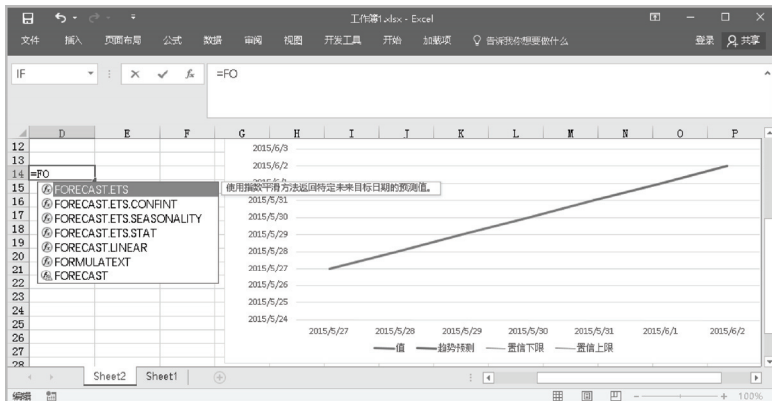 工作簿1.xlsx - Excel
文件 插入 页面布局 公式 数据 审阅 视图 开发工具 开始 加载项 告诉我你想要做什么 登录 共享
IF fx =FO
D E F G H I J K L M N O P
12
13
14 =FO
15 FORECAST.ETS 使用指数平滑方法返回特定未来目标日期的预测值。
16 FORECAST.ETS.CONFINT
17 FORECAST.ETS.SEASONALITY
18 FORECAST.ETS.STAT
19 FORECAST.LINEAR
20 FORMULATEXT
21 FORECAST
22
23
24
25
26
27
28
2015/6/3
2015/6/2
2015/5/31
2015/5/30
2015/5/29
2015/5/28
2015/5/27
2015/5/26
2015/5/25
2015/5/24
2015/5/27 2015/5/28 2015/5/29 2015/5/30 2015/5/31 2015/6/1 2015/6/2
值 趋势预测 置信下限 置信上限
Sheet2 Sheet1
编辑 100%